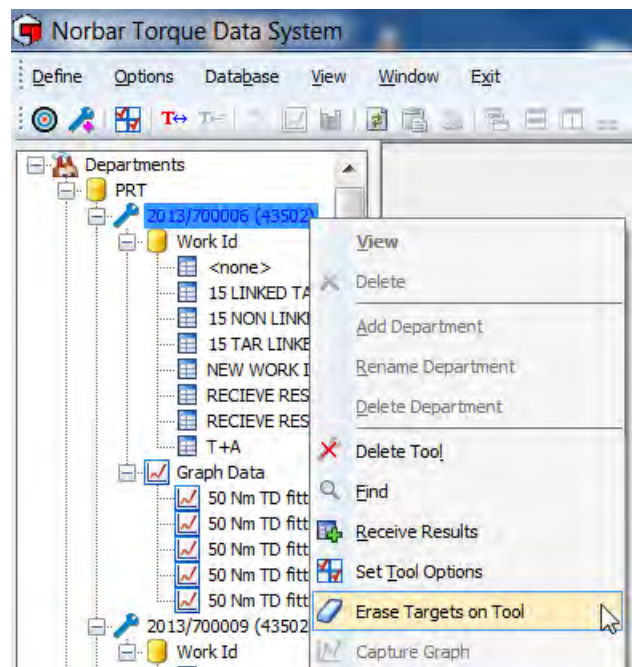 Norbar Torque Data System
Define Options Database View Window Exit
T↔ T←
Departments
PRT
2013/700006 (43502)
Work Id
<none>
15 LINKED TA
15 NON LINK
15 TAR LINKE
NEW WORK I
RECIEVE RES
RECIEVE RES
T+A
Graph Data
50 Nm TD fitt
50 Nm TD fitt
50 Nm TD fitt
50 Nm TD fitt
50 Nm TD fitt
2013/700009 (43502
Work Id
View
Delete
Add Department
Rename Department
Delete Department
Delete Tool
Find
Receive Results
Set Tool Options
Erase Targets on Tool
Capture Graph